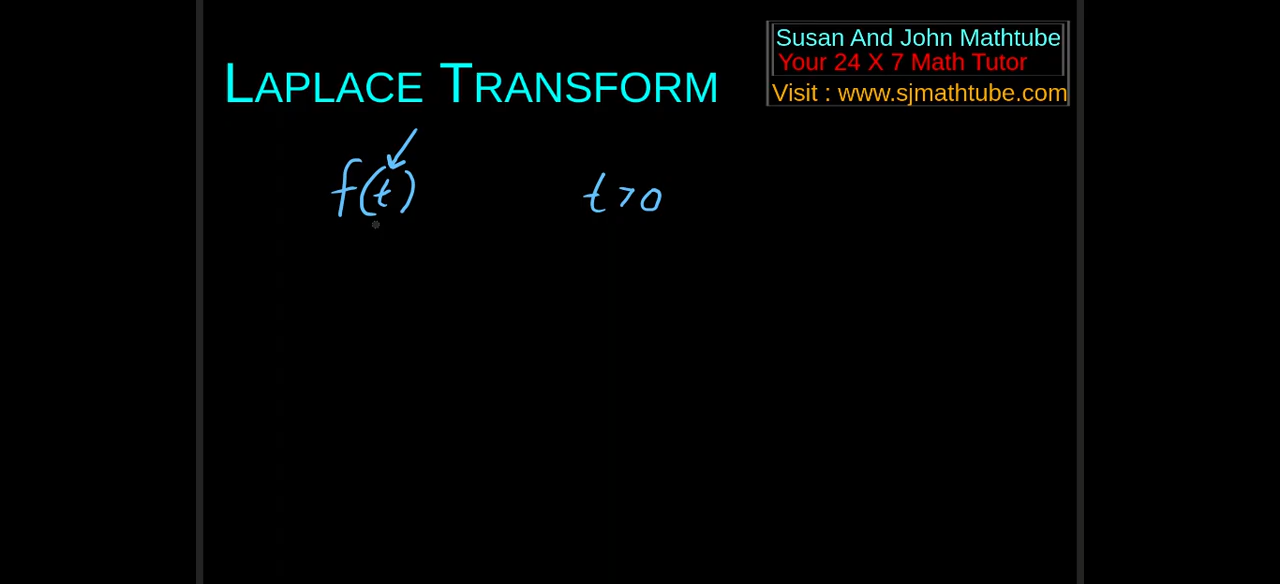 LAPLACE TRANSFORM
Susan And John Mathtube
Your 24 X 7 Math Tutor
Visit : www.sjmathtube.com
f(t) t>0